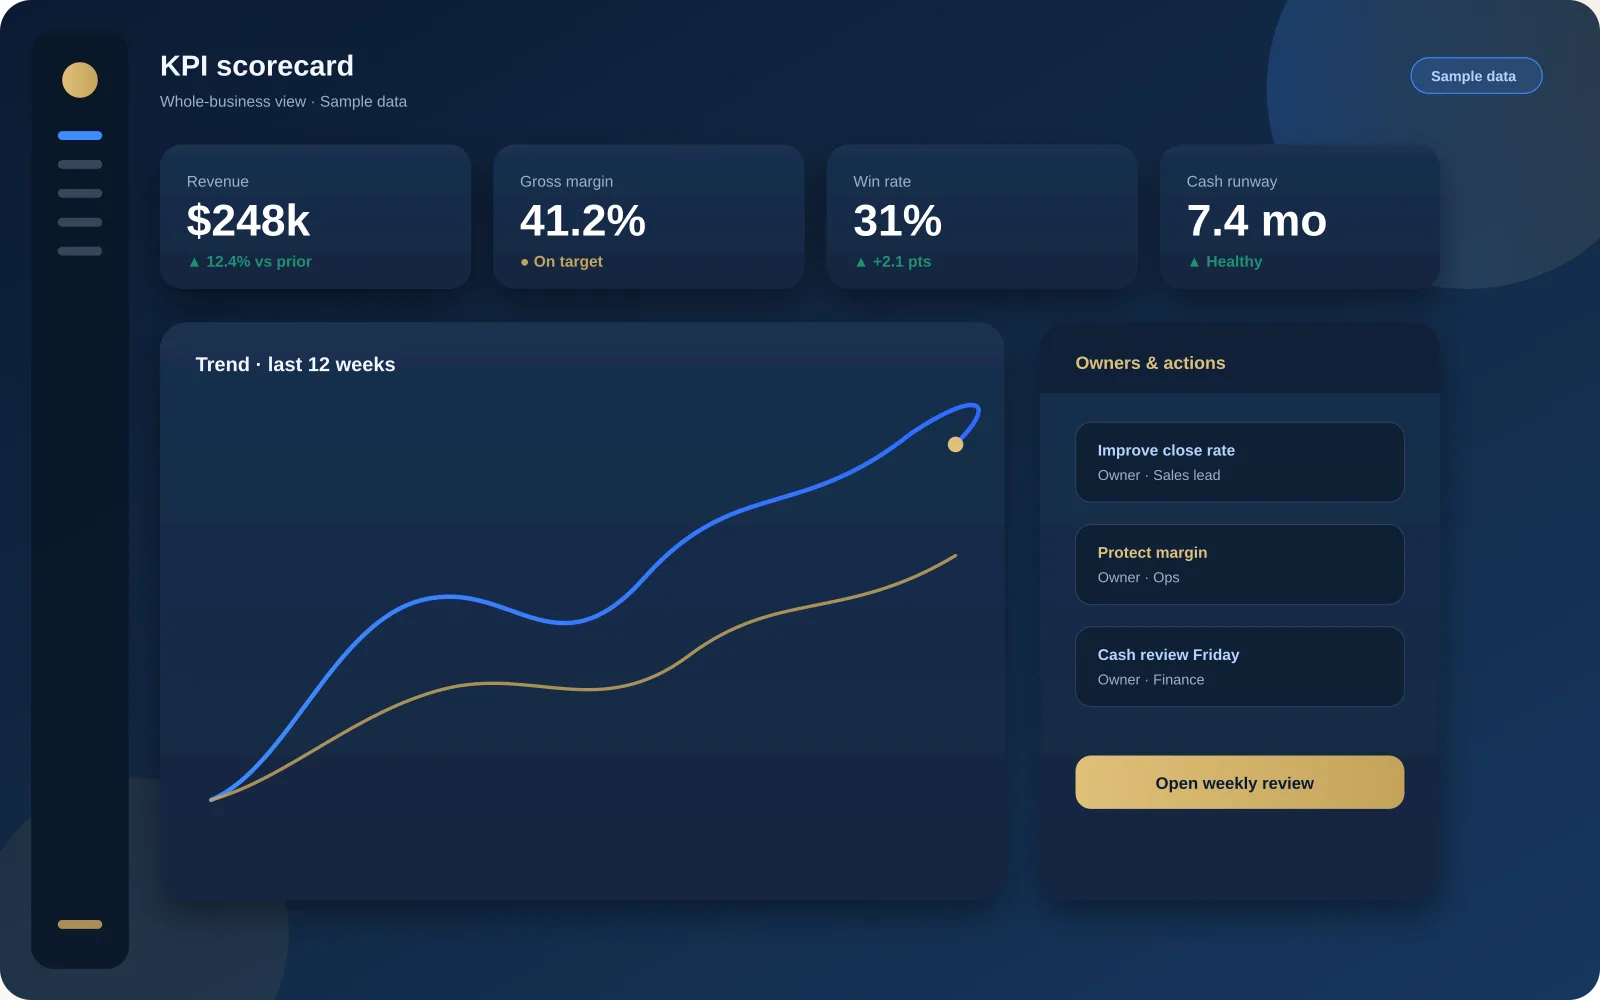 KPI scorecard
Whole-business view · Sample data
Sample data
Revenue
$248k
▲ 12.4% vs prior
Gross margin
41.2%
● On target
Win rate
31%
▲ +2.1 pts
Cash runway
7.4 mo
▲ Healthy
Trend · last 12 weeks
Owners & actions
Improve close rate
Owner · Sales lead
Protect margin
Owner · Ops
Cash review Friday
Owner · Finance
Open weekly review